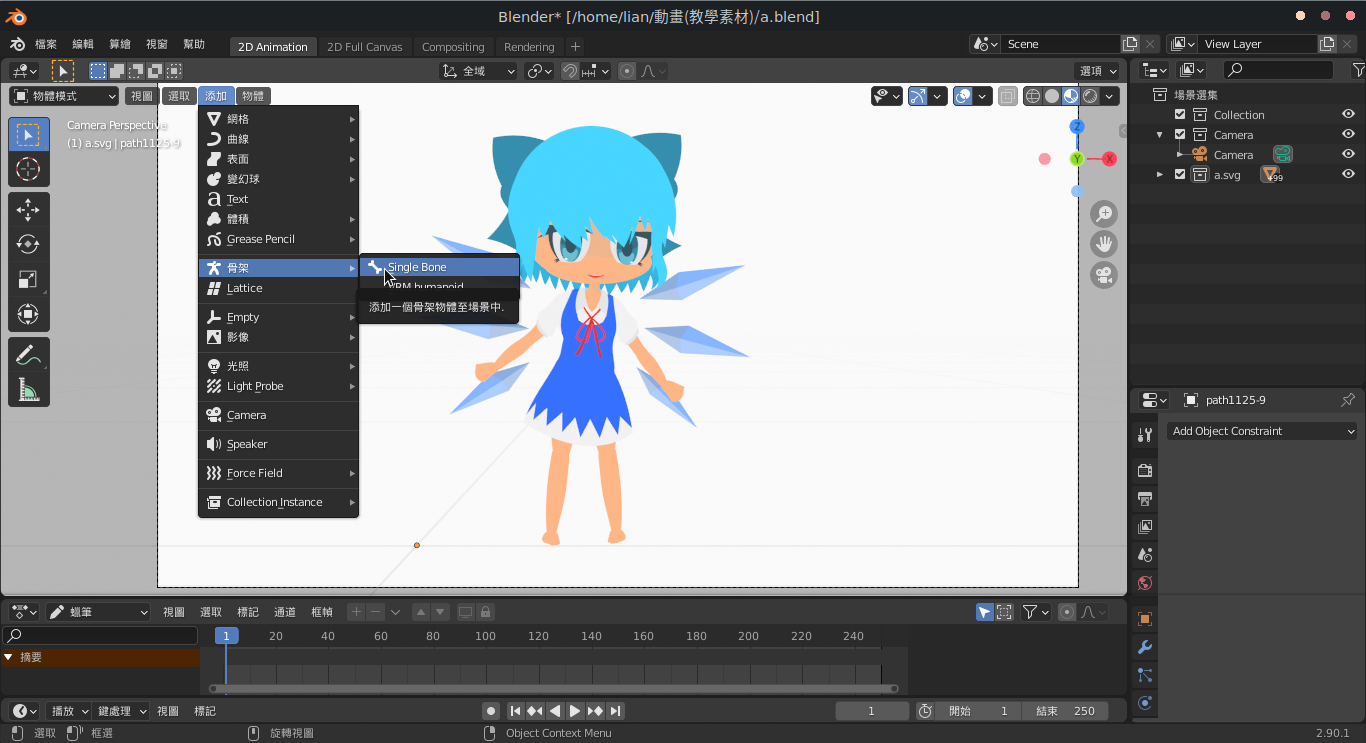 Blender* [/home/lian/動畫(教學素材)/a.blend]
檔案 編輯 算繪 視窗 幫助 2D Animation 2D Full Canvas Compositing Rendering + Scene View Layer
全域 選項
物體模式 視圖 選取 添加 物體
Camera Perspective
(1) a.svg | path1125-9
網格
曲線
表面
變幻球
Text
體積
Grease Pencil
骨架
Lattice
Empty
影像
光照
Light Probe
Camera
Speaker
Force Field
Collection Instance
Single Bone
添加一個骨架物體至場景中.
Z
Y X
場景選集
Collection
Camera
Camera
a.svg
path1125-9
Add Object Constraint
蠟筆 視圖 選取 標記 通道 框幀
1 20 40 60 80 100 120 140 160 180 200 220 240
摘要
播放 鍵處理 視圖 標記 1 開始 1 結束 250
選取 框選 旋轉視圖 Object Context Menu 2.90.1